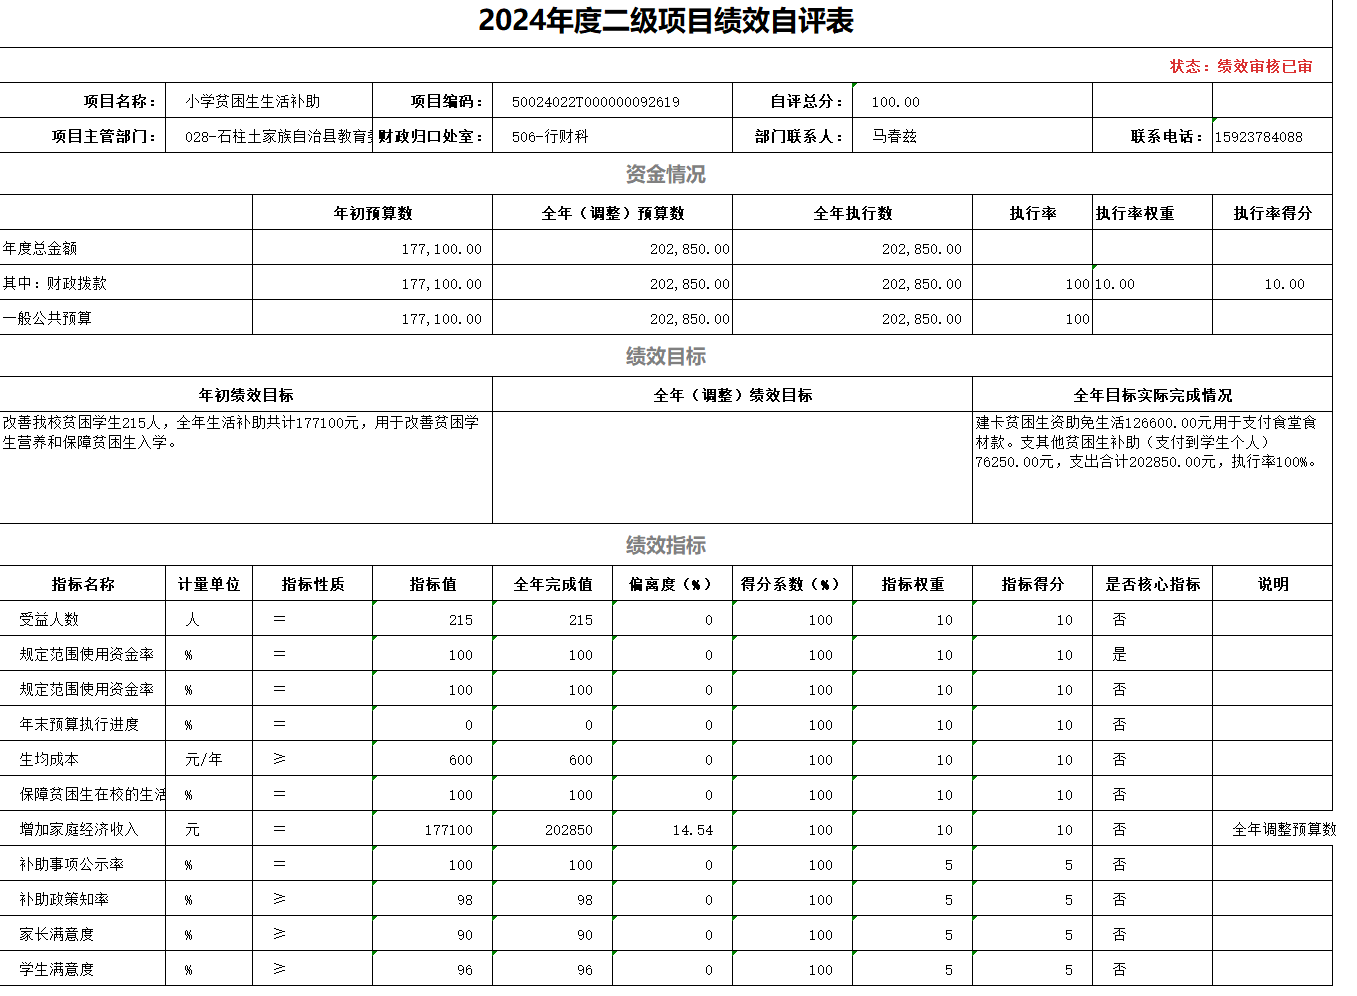 2024年度二级项目绩效自评表
状态：绩效审核已审
项目名称： 小学贫困生生活补助 项目编码： 50024022T000000092619 自评总分： 100.00
项目主管部门： 028-石柱土家族自治县教育 财政归口处室： 506-行财科 部门联系人： 马春兹 联系电话： 15923784088
资金情况
年初预算数 全年（调整）预算数 全年执行数 执行率 执行率权重 执行率得分
年度总金额 177,100.00 202,850.00 202,850.00
其中：财政拨款 177,100.00 202,850.00 202,850.00 100 10.00 10.00
一般公共预算 177,100.00 202,850.00 202,850.00 100
绩效目标
年初绩效目标 全年（调整）绩效目标 全年目标实际完成情况
改善我校贫困学生215人，全年生活补助共计177100元，用于改善贫困学
生营养和保障贫困生入学。
建卡贫困生资助免生活126600.00元用于支付食堂食
材款。支其他贫困生补助（支付到学生个人）
76250.00元，支出合计202850.00元，执行率100%。
绩效指标
指标名称 计量单位 指标性质 指标值 全年完成值 偏离度（%） 得分系数（%） 指标权重 指标得分 是否核心指标 说明
受益人数 人 ＝ 215 215 0 100 10 10 否
规定范围使用资金率 % ＝ 100 100 0 100 10 10 是
规定范围使用资金率 % ＝ 100 100 0 100 10 10 否
年末预算执行进度 % ＝ 0 0 0 100 10 10 否
生均成本 元/年 ≥ 600 600 0 100 10 10 否
保障贫困生在校的生活 % ＝ 100 100 0 100 10 10 否
增加家庭经济收入 元 ＝ 177100 202850 14.54 100 10 10 否 全年调整预算数
补助事项公示率 % ＝ 100 100 0 100 5 5 否
补助政策知率 % ≥ 98 98 0 100 5 5 否
家长满意度 % ≥ 90 90 0 100 5 5 否
学生满意度 % ≥ 96 96 0 100 5 5 否